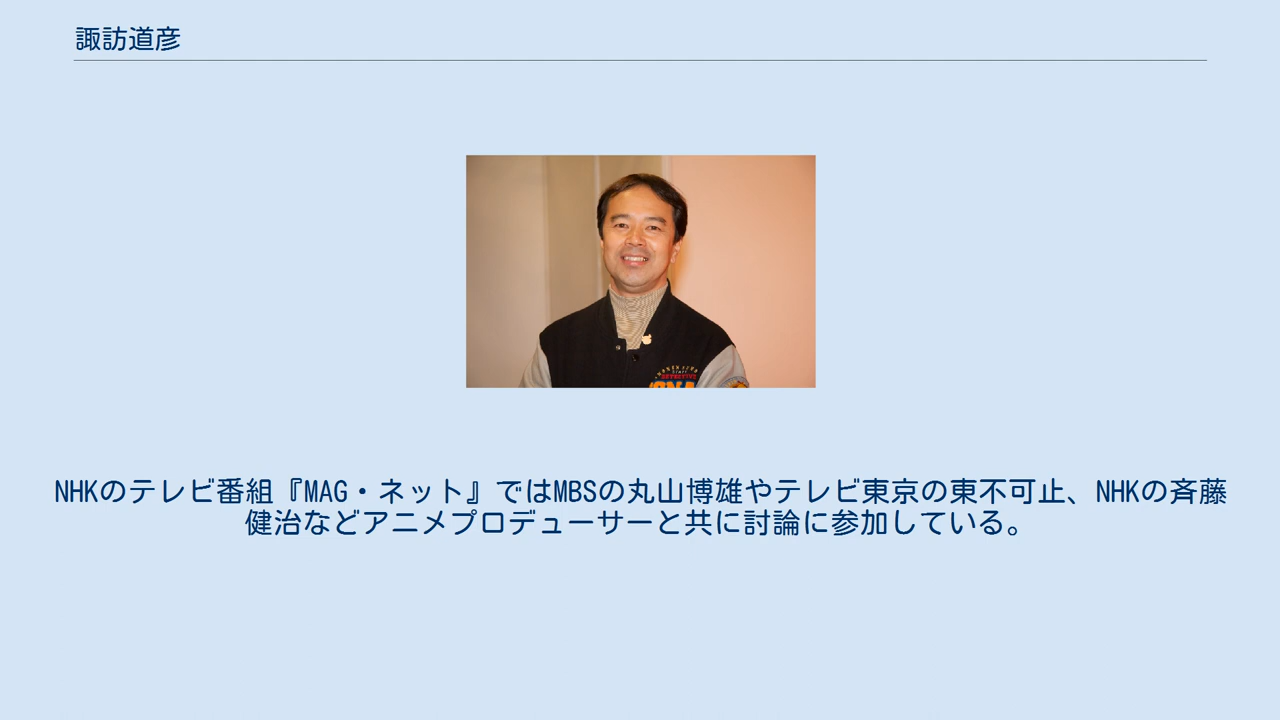 諏訪道彦
NHKのテレビ番組『MAG・ネット』ではMBSの丸山博雄やテレビ東京の東不可止、NHKの斉藤
健治などアニメプロデューサーと共に討論に参加している。